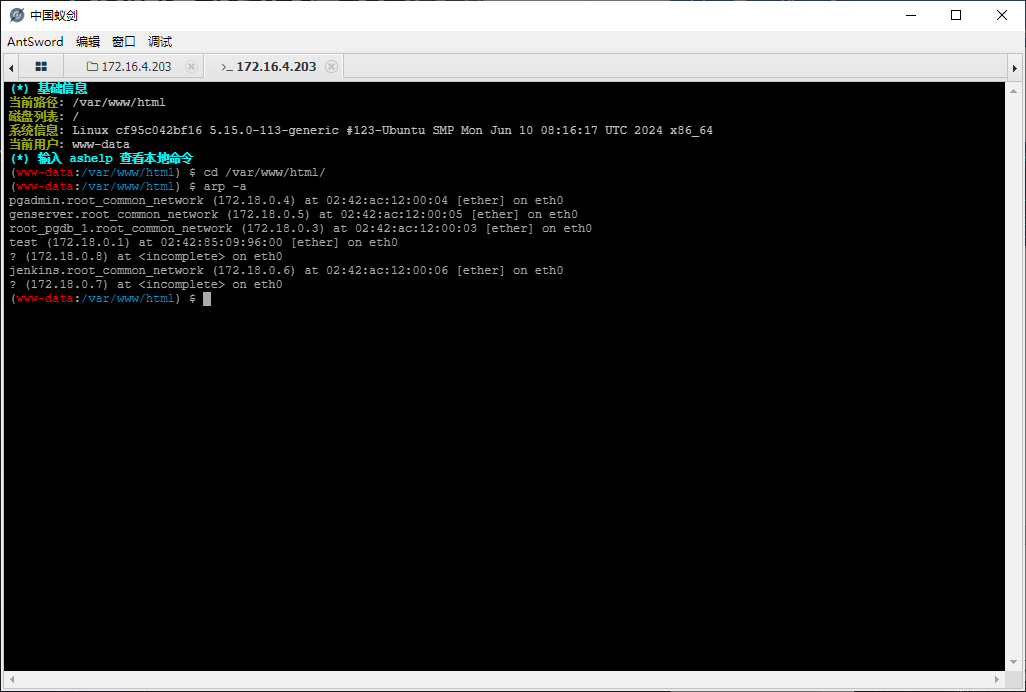 中国蚁剑
AntSword 编辑 窗口 调试
172.16.4.203 >_ 172.16.4.203
(*) 基础信息
当前路径: /var/www/html
磁盘列表: /
系统信息: Linux cf95c042bf16 5.15.0-113-generic #123-Ubuntu SMP Mon Jun 10 08:16:17 UTC 2024 x86_64
当前用户: www-data
(*) 输入 ashelp 查看本地命令
(www-data:/var/www/html) $ cd /var/www/html/
(www-data:/var/www/html) $ arp -a
pgadmin.root_common_network (172.18.0.4) at 02:42:ac:12:00:04 [ether] on eth0
genserver.root_common_network (172.18.0.5) at 02:42:ac:12:00:05 [ether] on eth0
root_pgdb_1.root_common_network (172.18.0.3) at 02:42:ac:12:00:03 [ether] on eth0
test (172.18.0.1) at 02:42:85:09:96:00 [ether] on eth0
? (172.18.0.8) at <incomplete> on eth0
jenkins.root_common_network (172.18.0.6) at 02:42:ac:12:00:06 [ether] on eth0
? (172.18.0.7) at <incomplete> on eth0
(www-data:/var/www/html) $